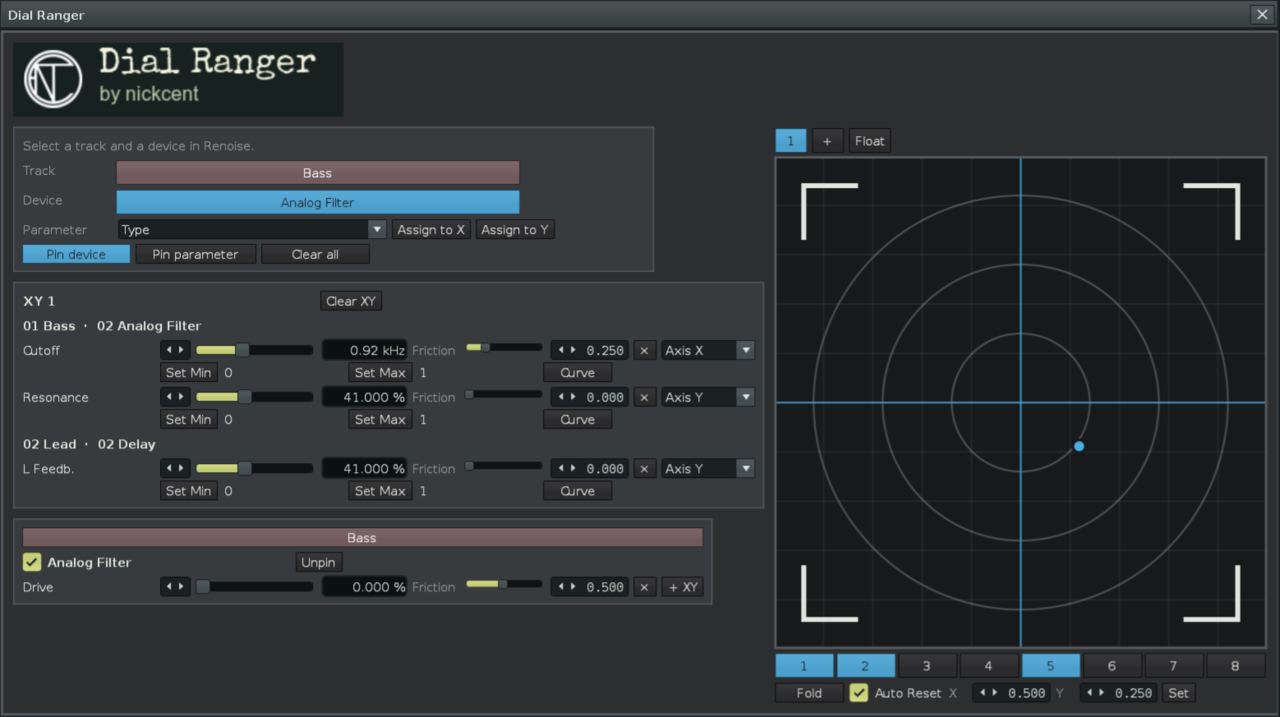 Dial Ranger
Dial Ranger
by nickcent
Select a track and a device in Renoise.
Track Bass
Device Analog Filter
Parameter Type Assign to X Assign to Y
Pin device Pin parameter Clear all
XY 1 Clear XY
01 Bass · 02 Analog Filter
Cutoff 0.92 kHz Friction 0.250 × Axis X
Set Min 0 Set Max 1 Curve
Resonance 41.000 % Friction 0.000 × Axis Y
Set Min 0 Set Max 1 Curve
02 Lead · 02 Delay
L Feedb. 41.000 % Friction 0.000 × Axis Y
Set Min 0 Set Max 1 Curve
Bass
Analog Filter Unpin
Drive 0.000 % Friction 0.500 × + XY
1 + Float
1 2 3 4 5 6 7 8
Fold Auto Reset X 0.500 Y 0.250 Set